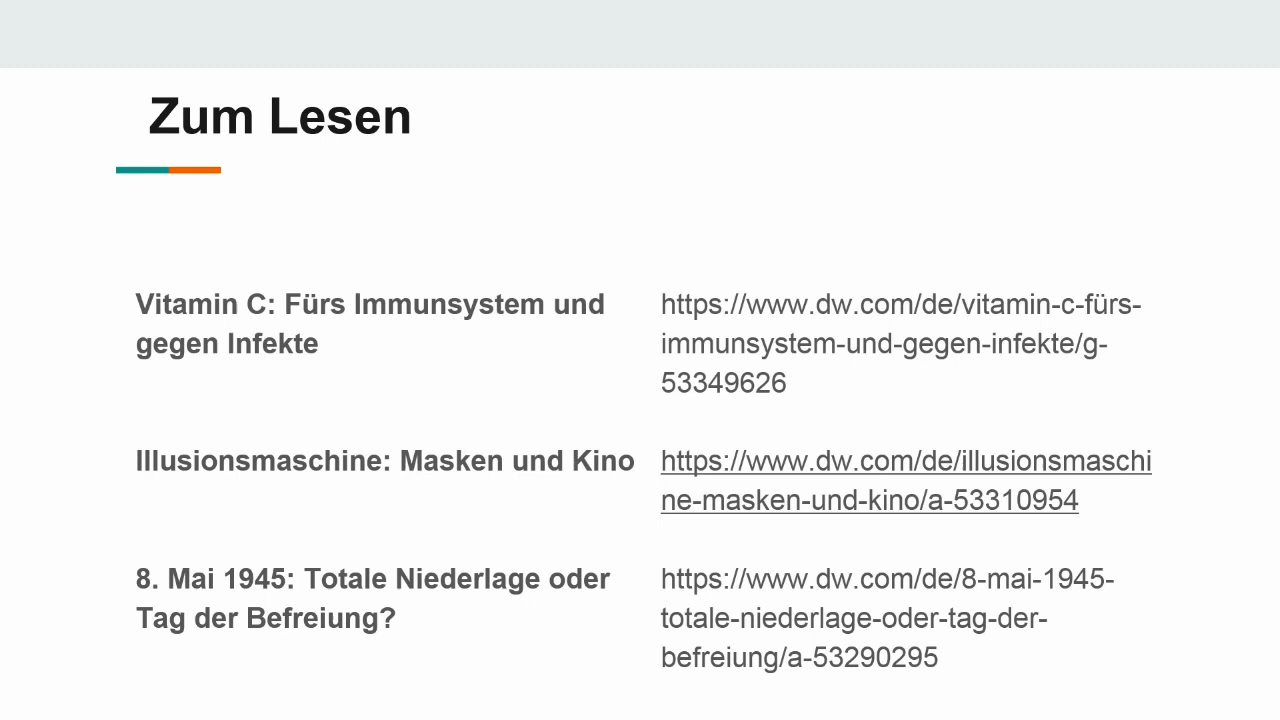 Zum Lesen
Vitamin C: Fürs Immunsystem und
gegen Infekte
https://www.dw.com/de/vitamin-c-fürs-
immunsystem-und-gegen-infekte/g-
53349626
Illusionsmaschine: Masken und Kino
https://www.dw.com/de/illusionsmaschi
ne-masken-und-kino/a-53310954
8. Mai 1945: Totale Niederlage oder
Tag der Befreiung?
https://www.dw.com/de/8-mai-1945-
totale-niederlage-oder-tag-der-
befreiung/a-53290295